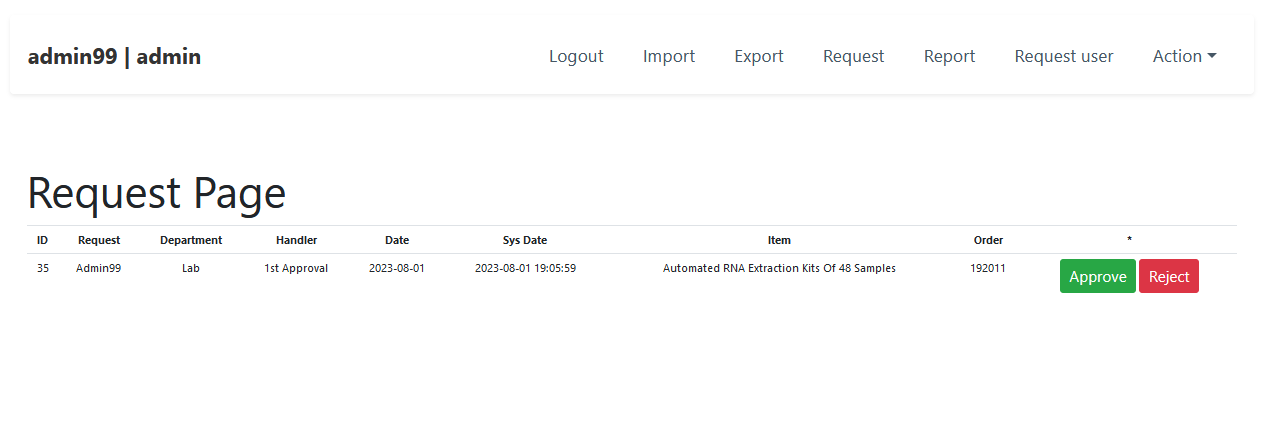 admin99 | admin Logout Import Export Request Report Request user Action
Request Page
ID Request Department Handler Date Sys Date Item Order *
35 Admin99 Lab 1st Approval 2023-08-01 2023-08-01 19:05:59 Automated RNA Extraction Kits Of 48 Samples 192011 Approve Reject